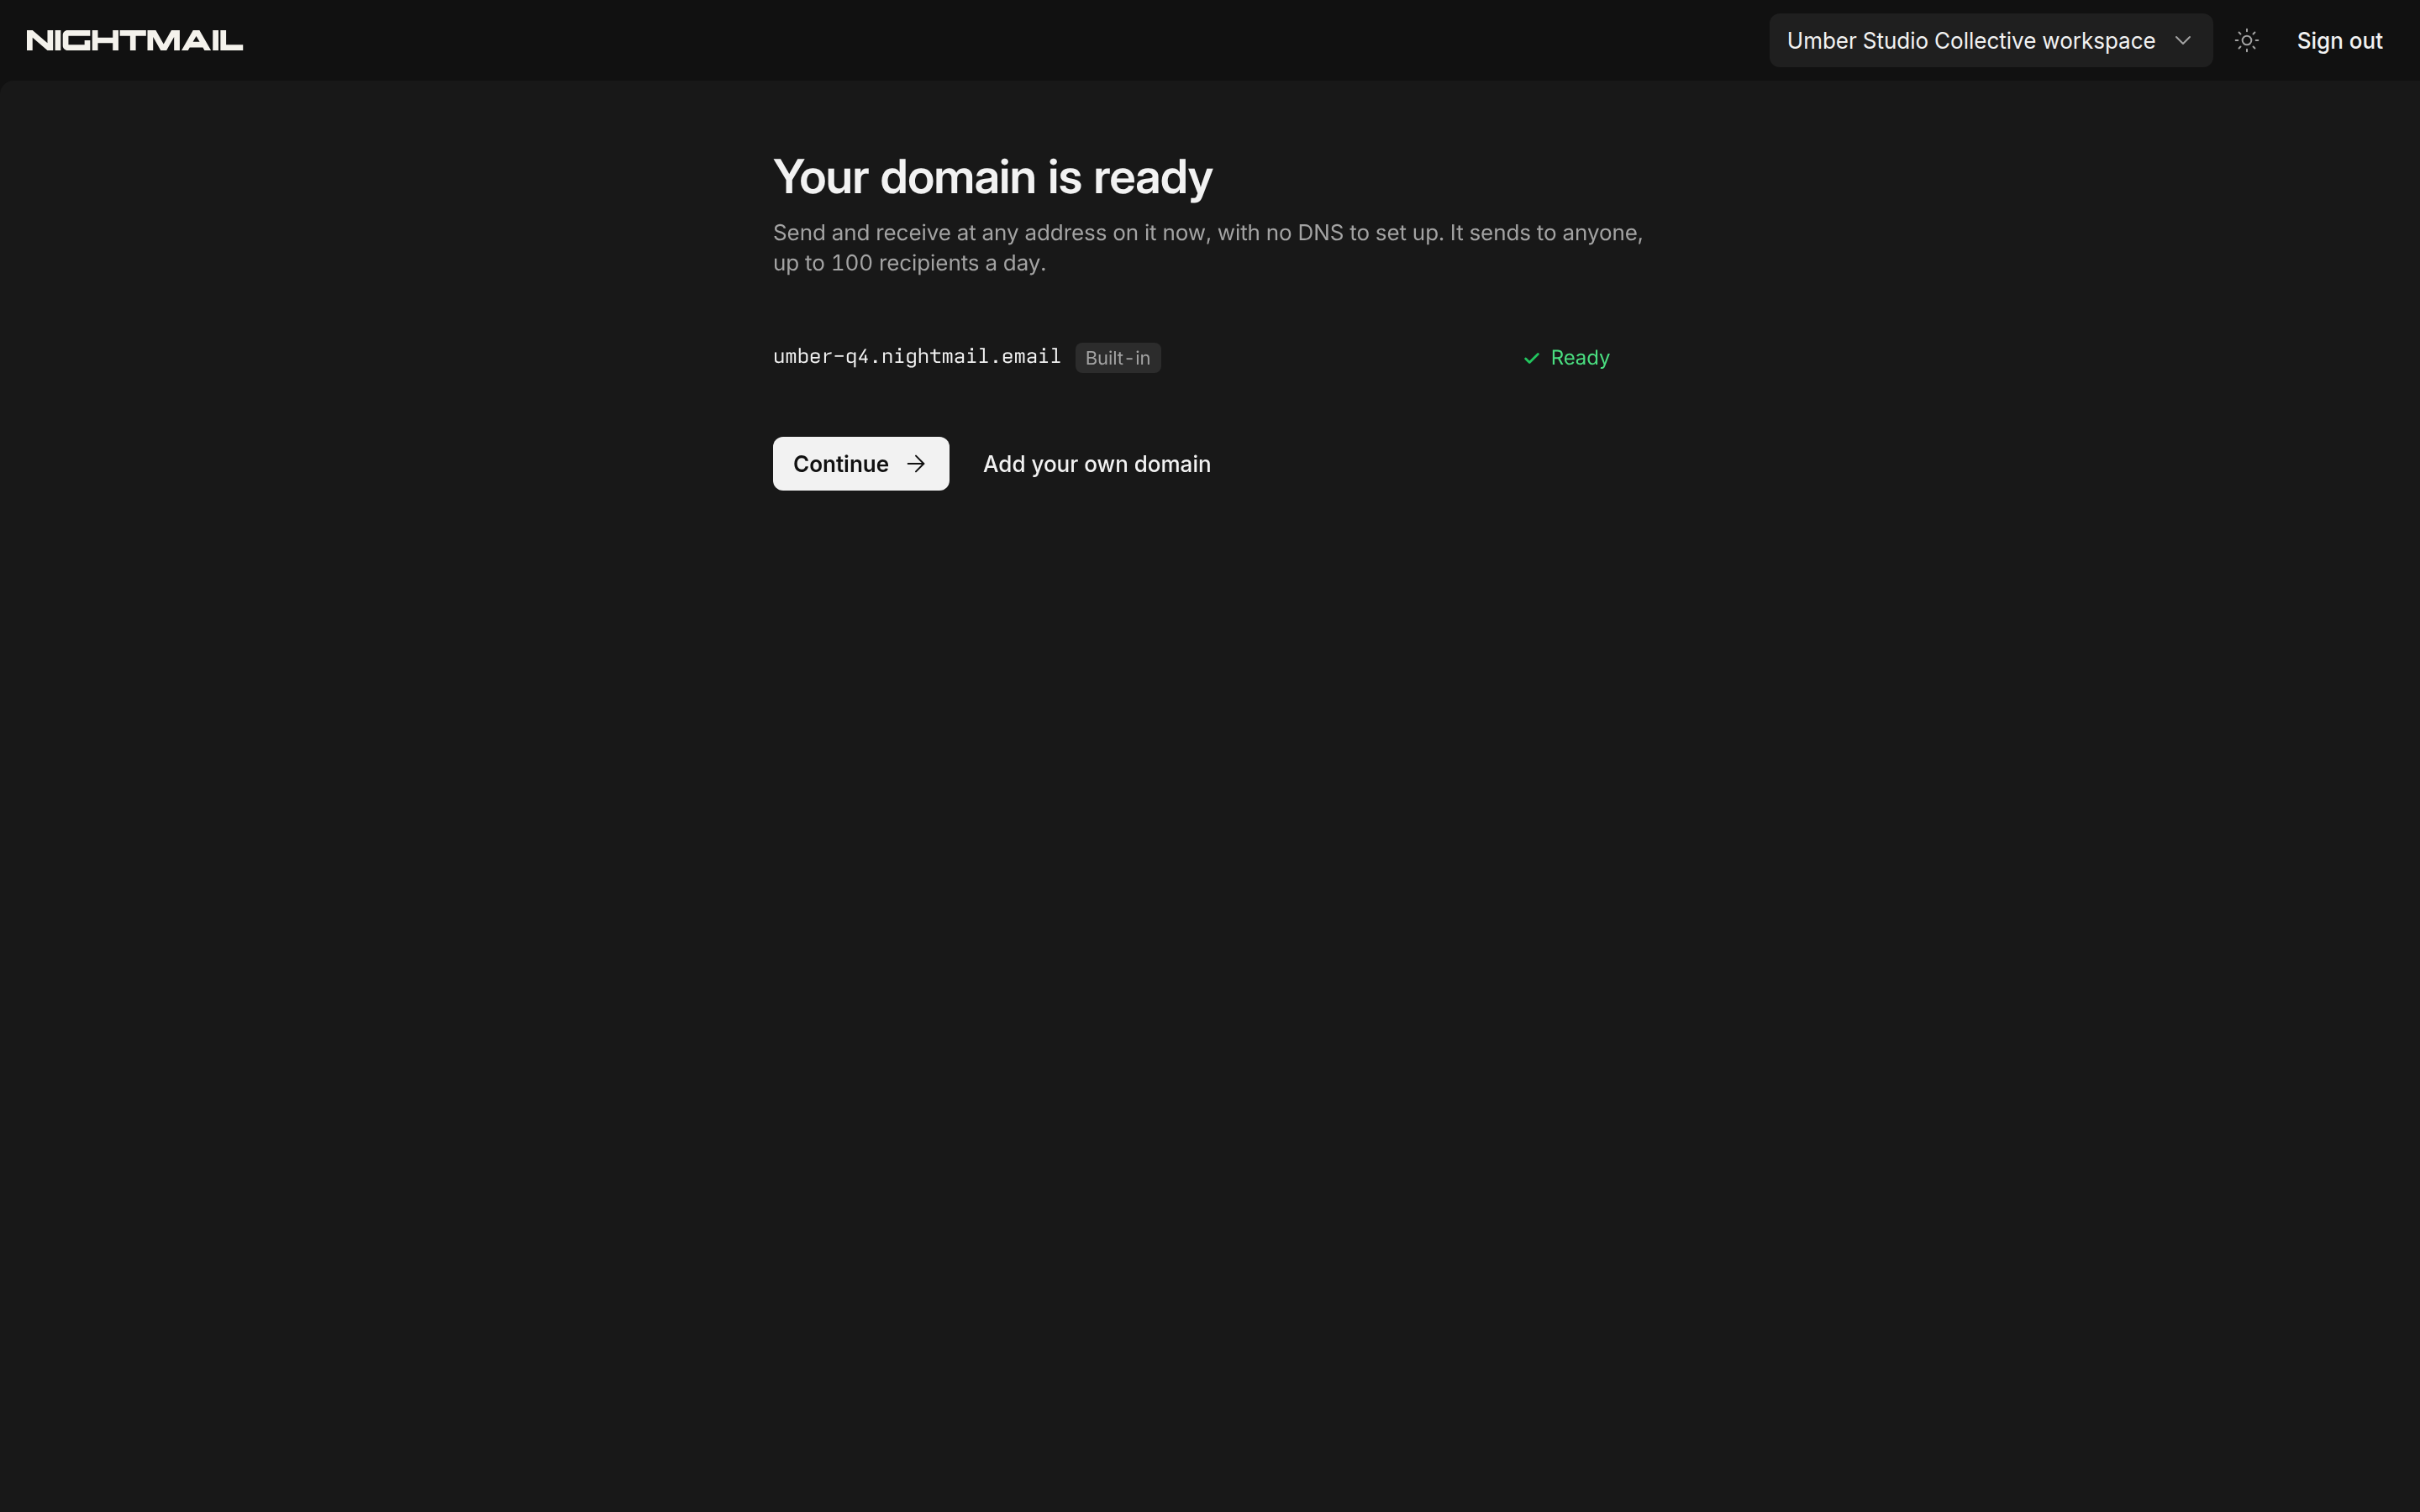 NIGHTMAIL
Umber Studio Collective workspace
Sign out
Your domain is ready
Send and receive at any address on it now, with no DNS to set up. It sends to anyone,
up to 100 recipients a day.
umber-q4.nightmail.email Built-in Ready
Continue Add your own domain